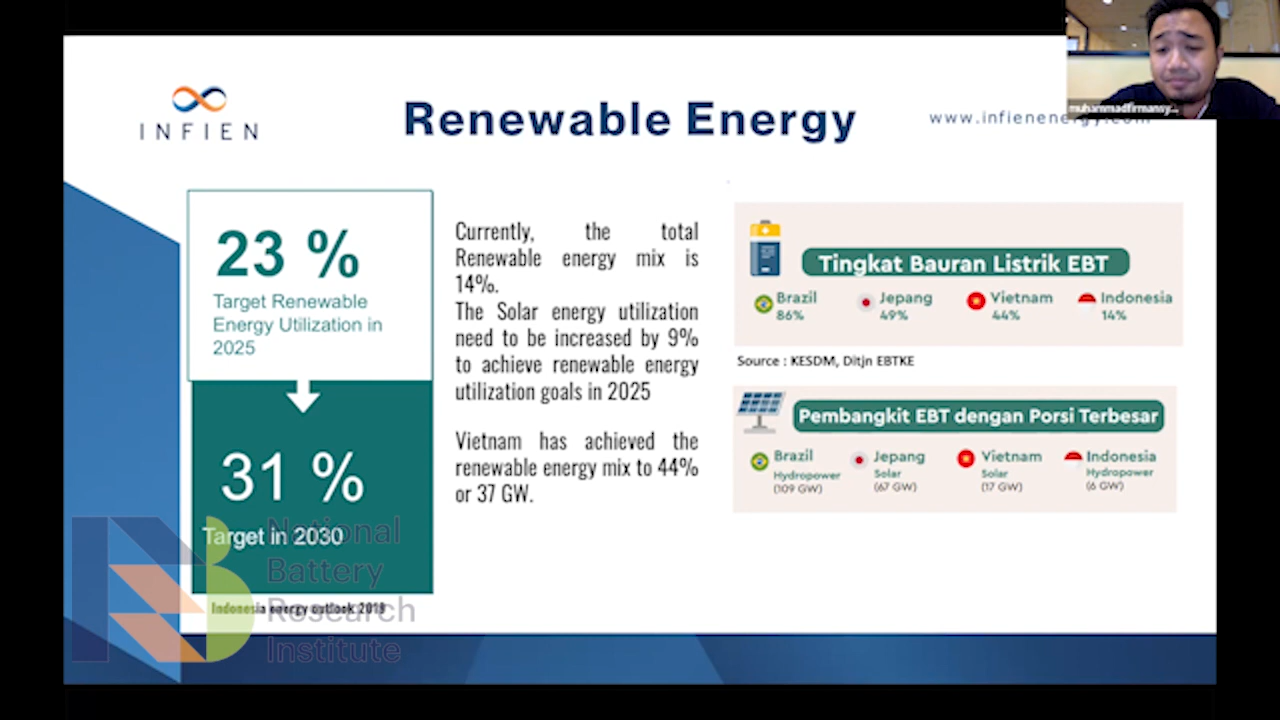 INFIEN
Renewable Energy
www.infienenergy.com
muhammadfirmansy...
23 %
Target Renewable
Energy Utilization in
2025
31 %
Target in 2030
Indonesia energy outlook 2019
Currently, the total
Renewable energy mix is
14%.
The Solar energy utilization
need to be increased by 9%
to achieve renewable energy
utilization goals in 2025
Vietnam has achieved the
renewable energy mix to 44%
or 37 GW.
Tingkat Bauran Listrik EBT
Brazil
86%
Jepang
49%
Vietnam
44%
Indonesia
14%
Source : KESDM, Ditjn EBTKE
Pembangkit EBT dengan Porsi Terbesar
Brazil
Hydropower
(109 GW)
Jepang
Solar
(67 GW)
Vietnam
Solar
(17 GW)
Indonesia
Hydropower
(6 GW)
National
Battery
Research
Institute